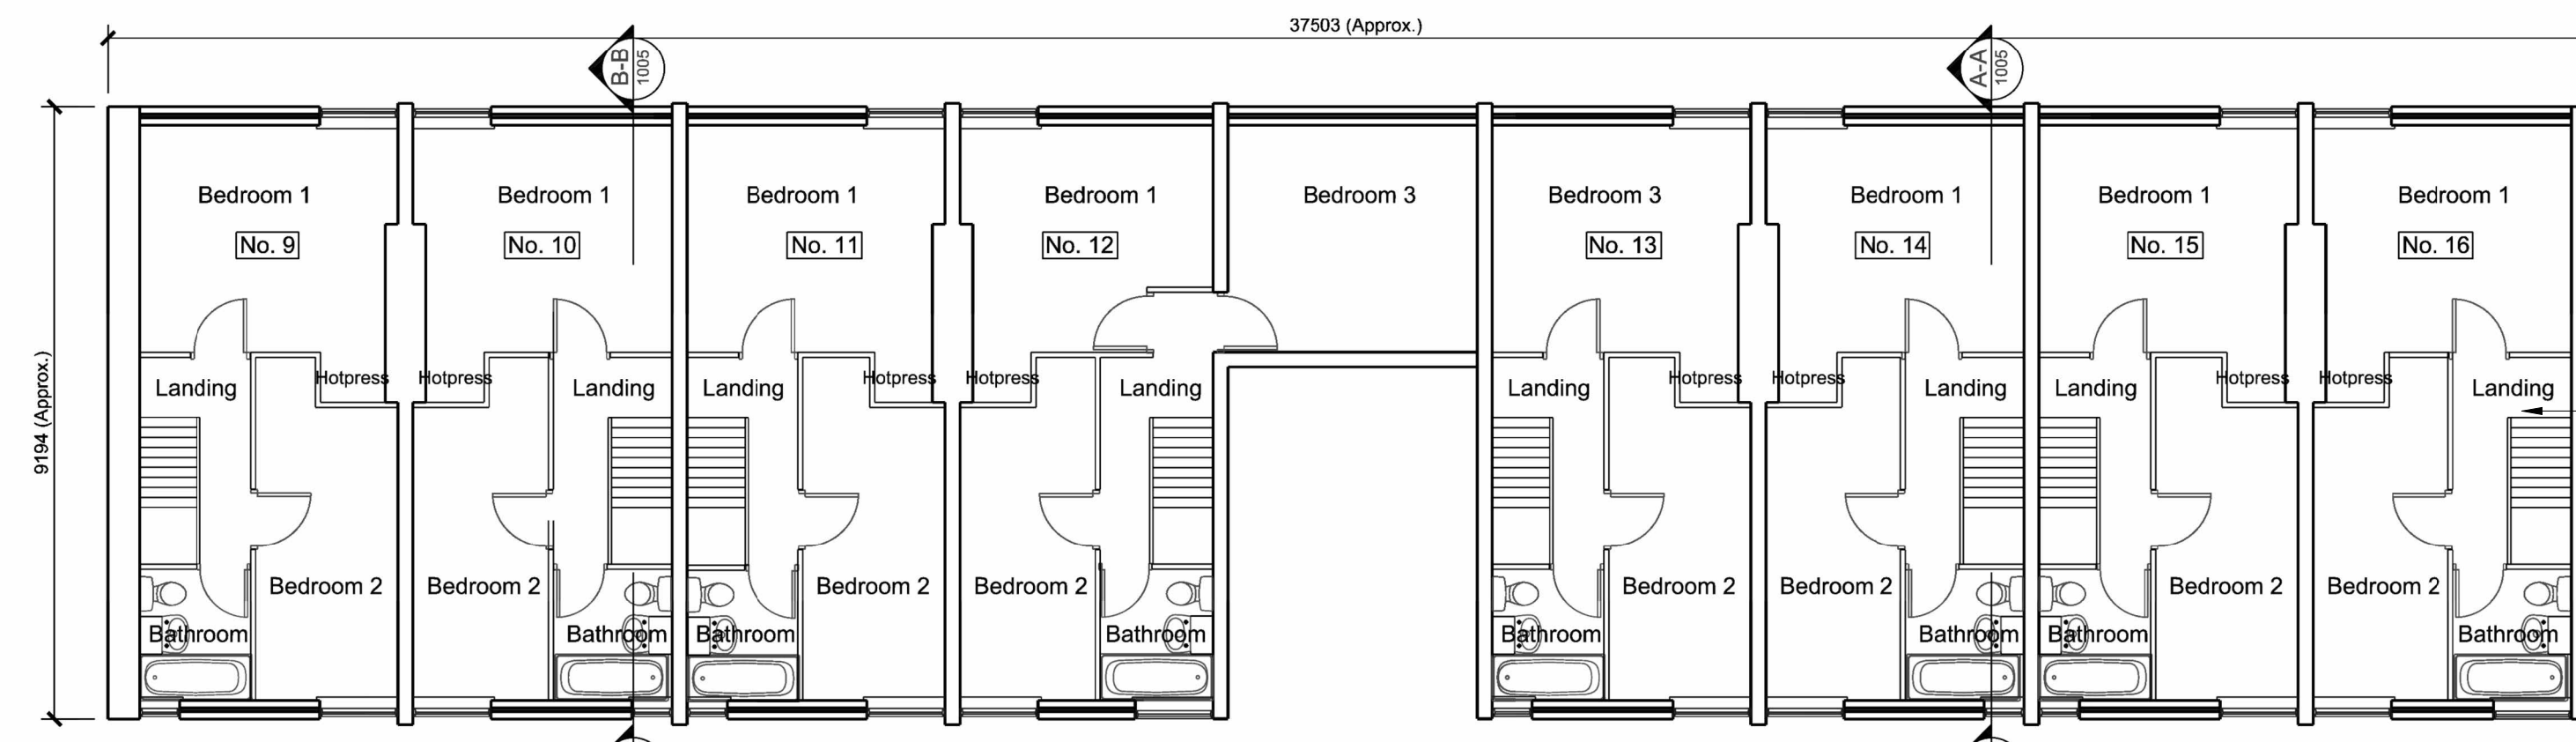 37503 (Approx.)
B-B
1005
A-A
1005
9194 (Approx.)
Bedroom 1
Bedroom 1
Bedroom 1
Bedroom 1
Bedroom 3
Bedroom 3
Bedroom 1
Bedroom 1
Bedroom 1
No. 9
No. 10
No. 11
No. 12
No. 13
No. 14
No. 15
No. 16
Landing
Hotpress
Hotpress
Landing
Landing
Hotpress
Hotpress
Landing
Landing
Hotpress
Hotpress
Landing
Landing
Hotpress
Hotpress
Landing
Bedroom 2
Bedroom 2
Bedroom 2
Bedroom 2
Bedroom 2
Bedroom 2
Bedroom 2
Bedroom 2
Bathroom
Bathroom
Bathroom
Bathroom
Bathroom
Bathroom
Bathroom
Bathroom